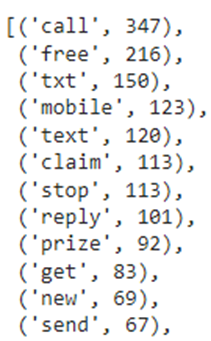 [('call', 347),
('free', 216),
('txt', 150),
('mobile', 123),
('text', 120),
('claim', 113),
('stop', 113),
('reply', 101),
('prize', 92),
('get', 83),
('new', 69),
('send', 67),